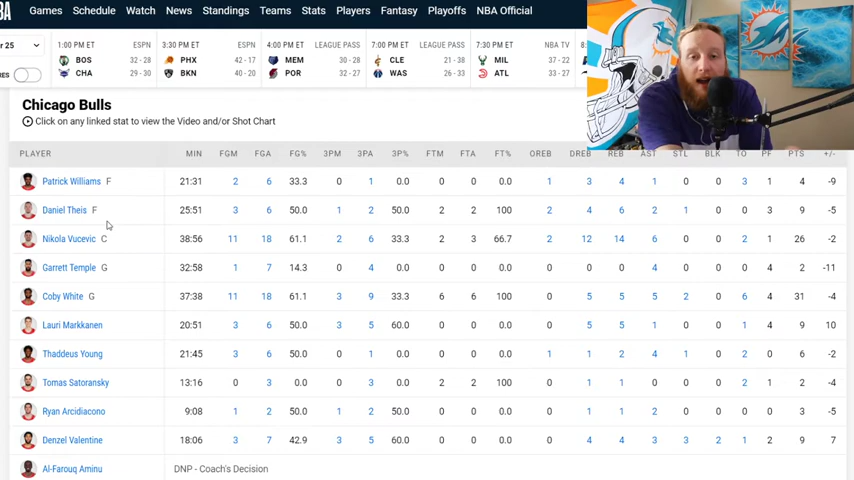 BA
Games Schedule Watch News Standings Teams Stats Players Fantasy Playoffs NBA Official
r 25
RES
1:00 PM ET ESPN
BOS 32 - 28
CHA 29 - 30
3:30 PM ET ESPN
PHX 42 - 17
BKN 40 - 20
4:00 PM ET LEAGUE PASS
MEM 30 - 28
POR 32 - 27
7:00 PM ET LEAGUE PASS
CLE 21 - 38
WAS 26 - 33
7:30 PM ET NBA TV
MIL 37 - 22
ATL 33 - 27
8:
Chicago Bulls
Click on any linked stat to view the Video and/or Shot Chart
PLAYER MIN FGM FGA FG% 3PM 3PA 3P% FTM FTA FT% OREB DREB REB AST STL BLK TO PF PTS +/-
Patrick Williams F 21:31 2 6 33.3 0 1 0.0 0 0 0.0 1 3 4 1 0 0 3 1 4 -9
Daniel Theis F 25:51 3 6 50.0 1 2 50.0 2 2 100 2 4 6 2 1 0 0 3 9 -5
Nikola Vucevic C 38:56 11 18 61.1 2 6 33.3 2 3 66.7 2 12 14 6 0 0 2 1 26 -2
Garrett Temple G 32:58 1 7 14.3 0 4 0.0 0 0 0.0 0 0 0 4 0 0 0 4 2 -11
Coby White G 37:38 11 18 61.1 3 9 33.3 6 6 100 0 5 5 5 2 0 6 4 31 -4
Lauri Markkanen 20:51 3 6 50.0 3 5 60.0 0 0 0.0 0 5 5 1 0 0 1 4 9 10
Thaddeus Young 21:45 3 6 50.0 0 1 0.0 0 0 0.0 1 1 2 4 1 0 2 0 6 -2
Tomas Satoransky 13:16 0 3 0.0 0 3 0.0 2 2 100 0 1 1 0 0 0 2 1 2 -4
Ryan Arcidiacono 9:08 1 2 50.0 1 2 50.0 0 0 0.0 0 1 1 2 0 0 0 0 3 -5
Denzel Valentine 18:06 3 7 42.9 3 5 60.0 0 0 0.0 0 4 4 3 3 2 1 2 9 7
Al-Farouq Aminu DNP - Coach's Decision